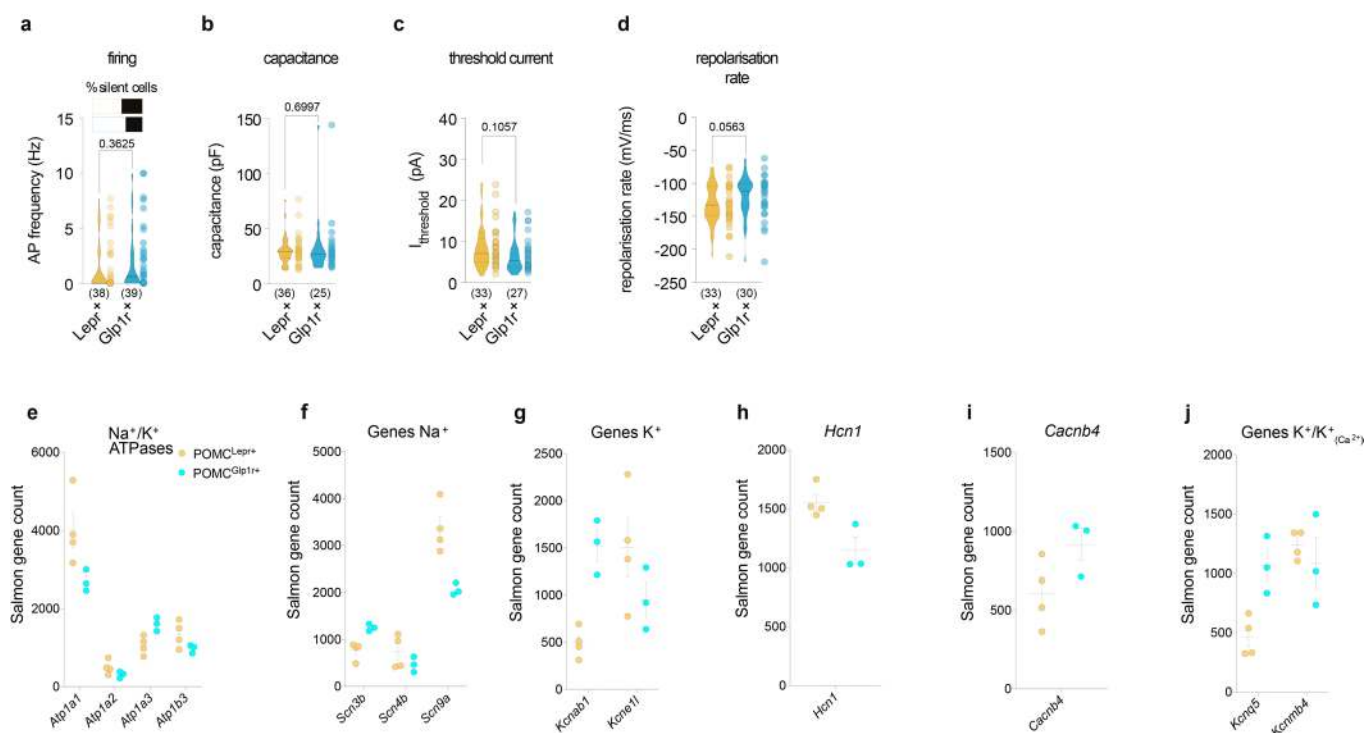 a
firing
% silent cells
0.3625
AP frequency (Hz)
15
10
5
0
(38)
(39)
Lepr +
Glp1r +
b
capacitance
0.6997
capacitance (pF)
150
100
50
0
(36)
(25)
Lepr +
Glp1r +
c
threshold current
0.1057
Ithreshold (pA)
40
30
20
10
0
(33)
(27)
Lepr +
Glp1r +
d
repolarisation
rate
0.0563
repolarisation rate (mV/ms)
0
-50
-100
-150
-200
-250
(33)
(30)
Lepr +
Glp1r +
e
Na+/K+
ATPases
POMCLepr+
POMCGlp1r+
Salmon gene count
6000
4000
2000
0
Atp1a1
Atp1a2
Atp1a3
Atp1b3
f
Genes Na+
Salmon gene count
5000
4000
3000
2000
1000
0
Scn3b
Scn4b
Scn9a
g
Genes K+
Salmon gene count
2500
2000
1500
1000
500
0
Kcnab1
Kcne1l
h
Hcn1
Salmon gene count
2000
1500
1000
500
0
Hcn1
i
Cacnb4
Salmon gene count
1500
1000
500
0
Cacnb4
j
Genes K+/K+(Ca 2+)
Salmon gene count
2000
1500
1000
500
0
Kcnq5
Kcnmb4